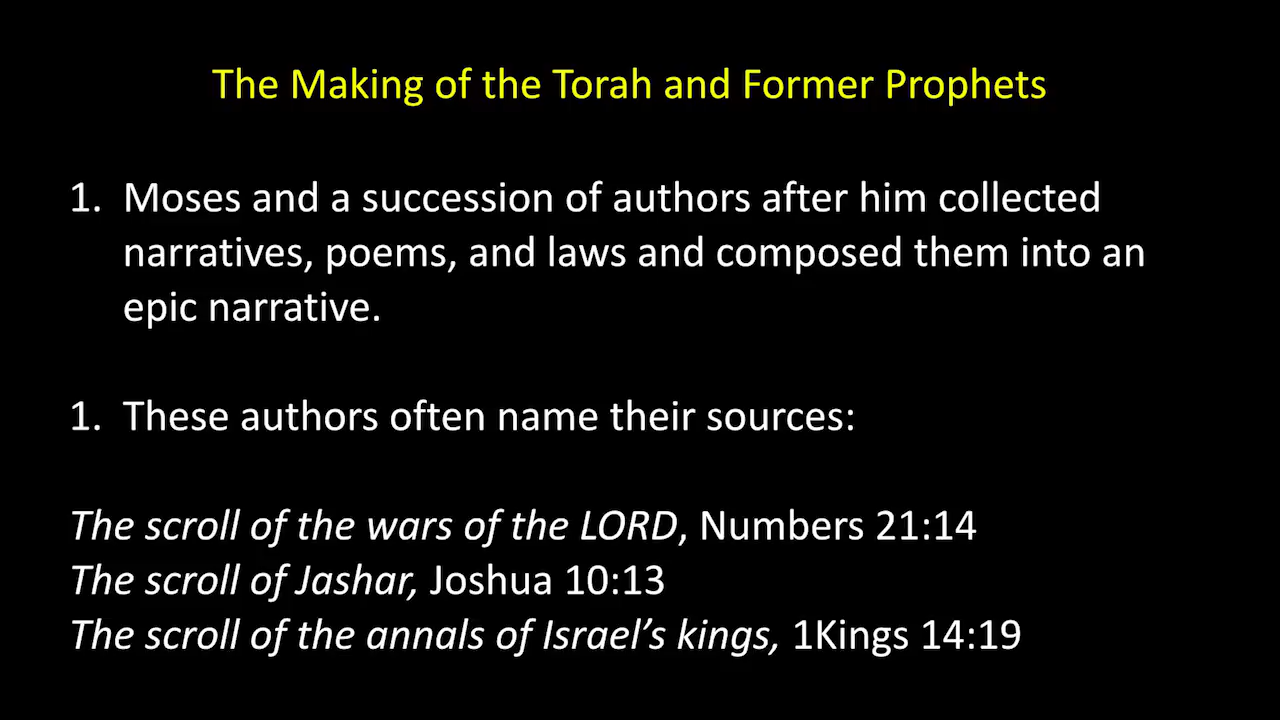 The Making of the Torah and Former Prophets
1. Moses and a succession of authors after him collected
narratives, poems, and laws and composed them into an
epic narrative.
1. These authors often name their sources:
The scroll of the wars of the LORD, Numbers 21:14
The scroll of Jashar, Joshua 10:13
The scroll of the annals of Israel’s kings, 1Kings 14:19